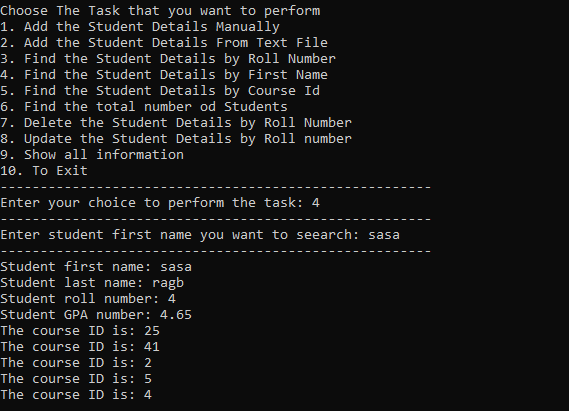 Choose The Task that you want to perform
1. Add the Student Details Manually
2. Add the Student Details From Text File
3. Find the Student Details by Roll Number
4. Find the Student Details by First Name
5. Find the Student Details by Course Id
6. Find the total number od Students
7. Delete the Student Details by Roll Number
8. Update the Student Details by Roll number
9. Show all information
10. To Exit
------------------------------------------------------
Enter your choice to perform the task: 4
------------------------------------------------------
Enter student first name you want to seearch: sasa
------------------------------------------------------
Student first name: sasa
Student last name: ragb
Student roll number: 4
Student GPA number: 4.65
The course ID is: 25
The course ID is: 41
The course ID is: 2
The course ID is: 5
The course ID is: 4